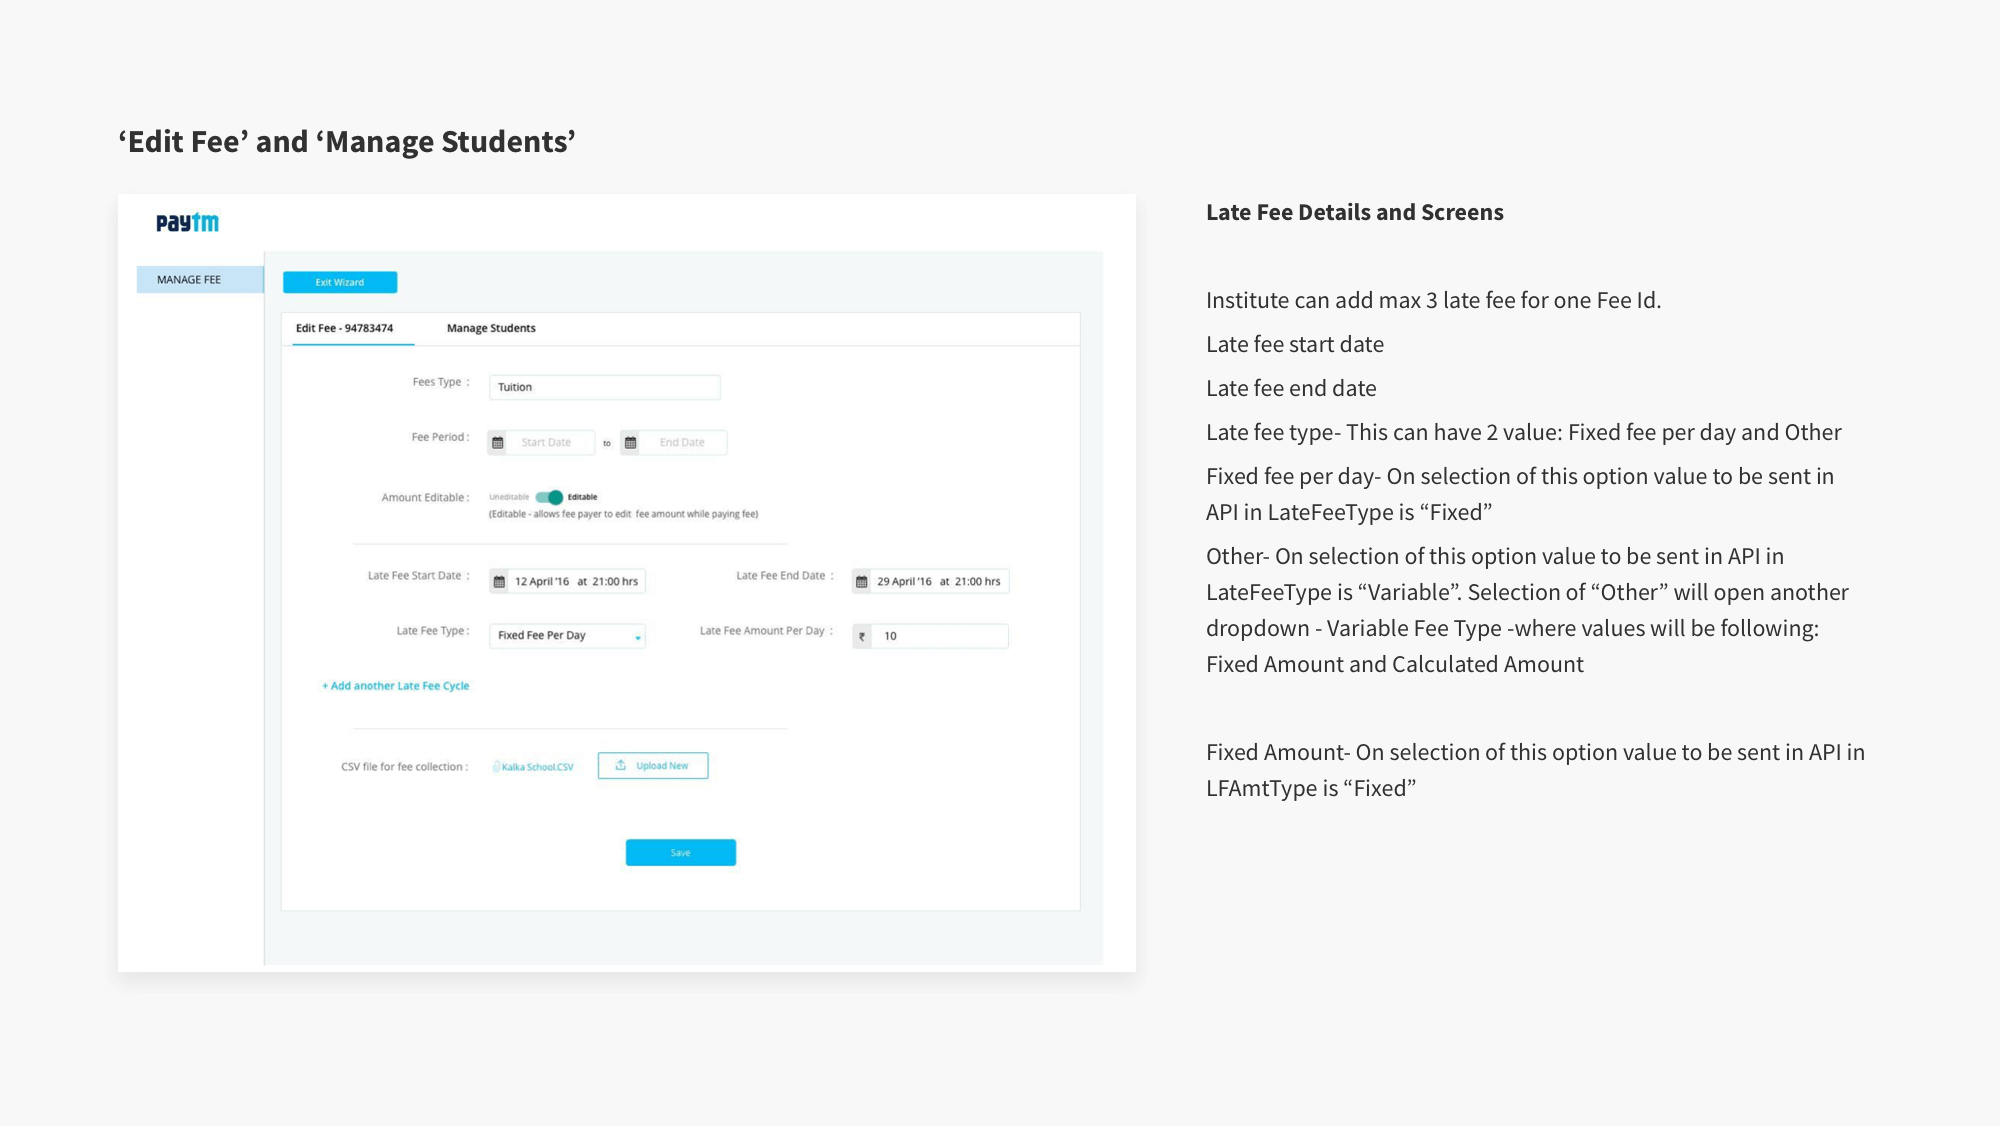 ‘Edit Fee’ and ‘Manage Students’
paytm
MANAGE FEE
Exit Wizard
Edit Fee - 94783474 Manage Students
Fees Type : Tuition
Fee Period : Start Date to End Date
Amount Editable : Uneditable Editable
(Editable - allows fee payer to edit fee amount while paying fee)
Late Fee Start Date : 12 April '16 at 21:00 hrs Late Fee End Date : 29 April '16 at 21:00 hrs
Late Fee Type : Fixed Fee Per Day Late Fee Amount Per Day : ₹ 10
+ Add another Late Fee Cycle
CSV file for fee collection : Kalka School.CSV Upload New
Save
Late Fee Details and Screens
Institute can add max 3 late fee for one Fee Id.
Late fee start date
Late fee end date
Late fee type- This can have 2 value: Fixed fee per day and Other
Fixed fee per day- On selection of this option value to be sent in
API in LateFeeType is “Fixed”
Other- On selection of this option value to be sent in API in
LateFeeType is “Variable”. Selection of “Other” will open another
dropdown - Variable Fee Type -where values will be following:
Fixed Amount and Calculated Amount
Fixed Amount- On selection of this option value to be sent in API in
LFAmtType is “Fixed”